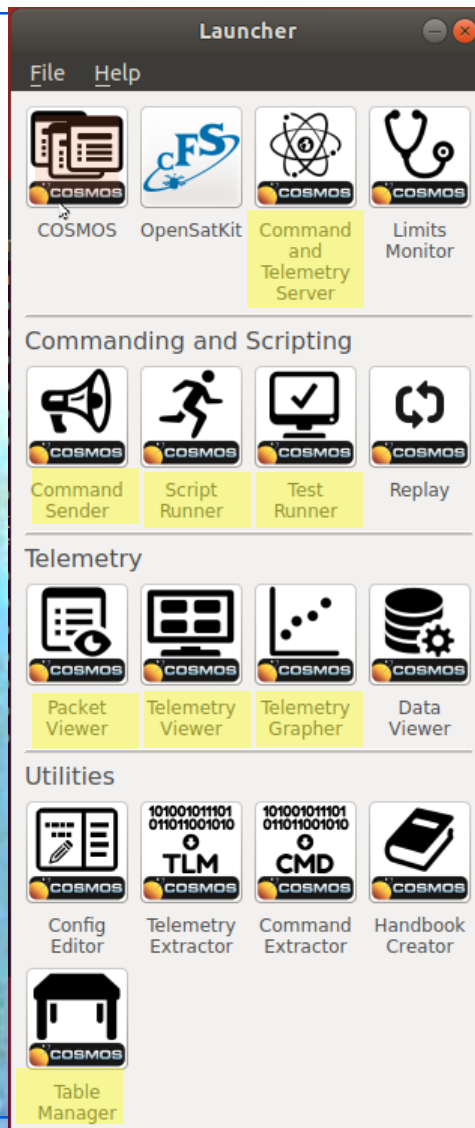 Launcher
File Help
COSMOS
cFS
COSMOS
COSMOS
COSMOS
OpenSatKit
Command
and
Telemetry
Server
Limits
Monitor
Commanding and Scripting
COSMOS
COSMOS
COSMOS
COSMOS
Command
Sender
Script
Runner
Test
Runner
Replay
Telemetry
COSMOS
COSMOS
COSMOS
COSMOS
Packet
Viewer
Telemetry
Viewer
Telemetry
Grapher
Data
Viewer
Utilities
COSMOS
101001011101
011011001010
TLM
COSMOS
101001011101
011011001010
CMD
COSMOS
COSMOS
Config
Editor
Telemetry
Extractor
Command
Extractor
Handbook
Creator
COSMOS
Table
Manager